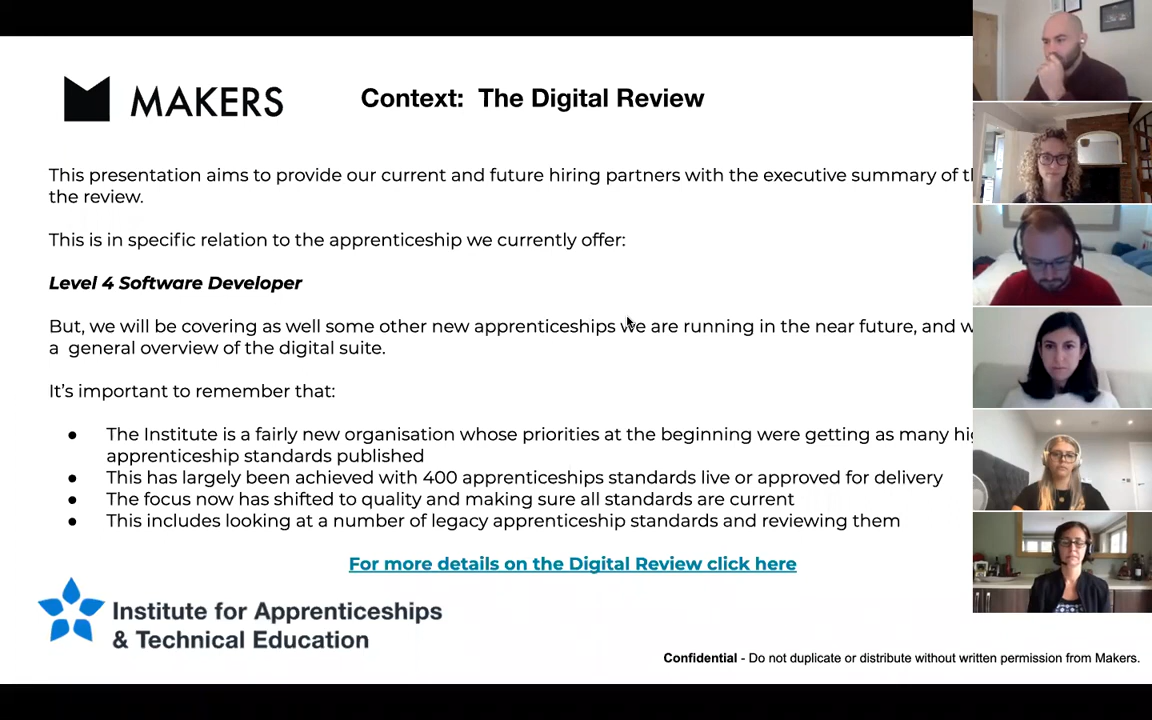 MAKERS
Context: The Digital Review
This presentation aims to provide our current and future hiring partners with the executive summary of
the review.
This is in specific relation to the apprenticeship we currently offer:
Level 4 Software Developer
But, we will be covering as well some other new apprenticeships we are running in the near future, and
a general overview of the digital suite.
It's important to remember that:
● The Institute is a fairly new organisation whose priorities at the beginning were getting as many
apprenticeship standards published
● This has largely been achieved with 400 apprenticeships standards live or approved for delivery
● The focus now has shifted to quality and making sure all standards are current
● This includes looking at a number of legacy apprenticeship standards and reviewing them
For more details on the Digital Review click here
Institute for Apprenticeships
& Technical Education
Confidential - Do not duplicate or distribute without written permission from Makers.